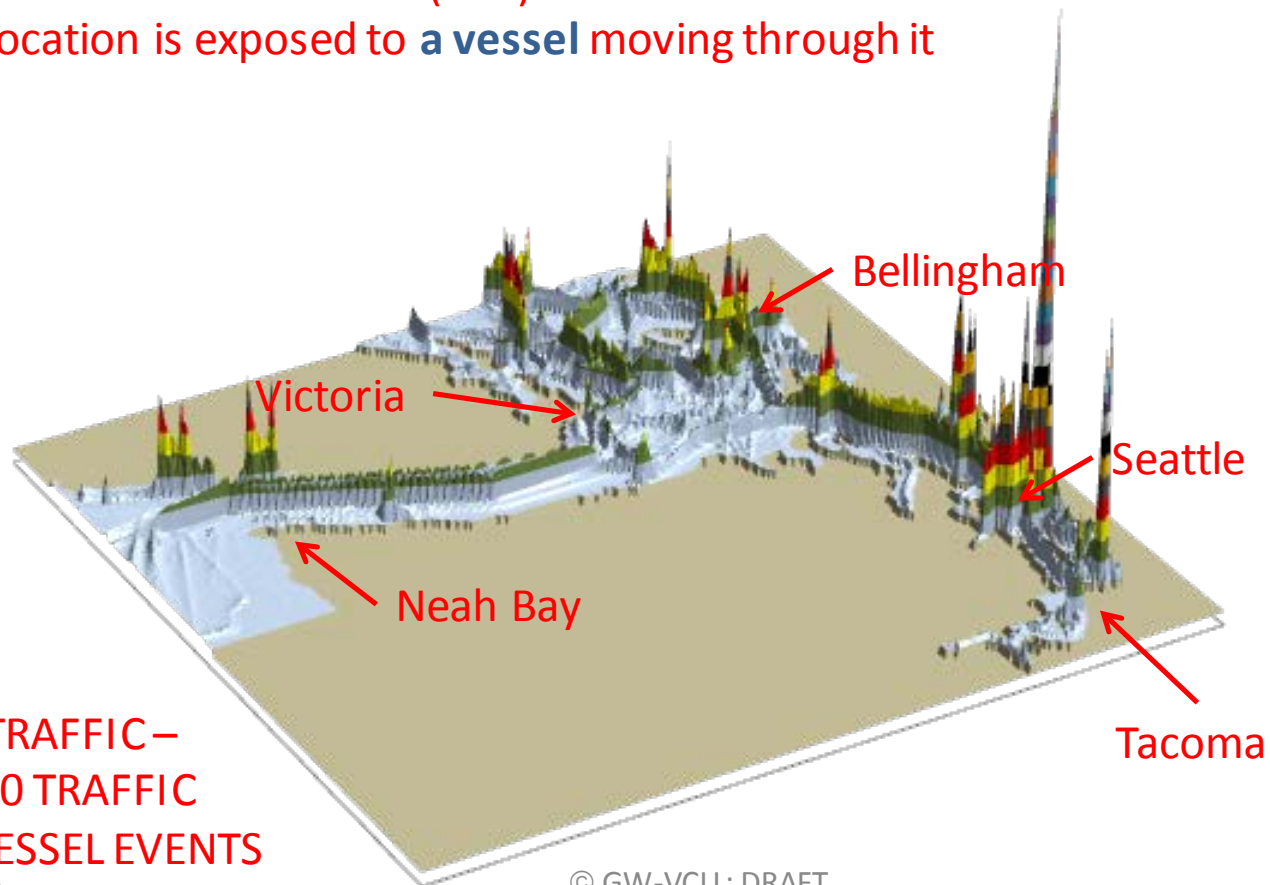 ocation is exposed to a vessel moving through it
Bellingham
Victoria
Seattle
Neah Bay
TRAFFIC –
0 TRAFFIC
ESSEL EVENTS
Tacoma
© GW-VCU : DRAFT